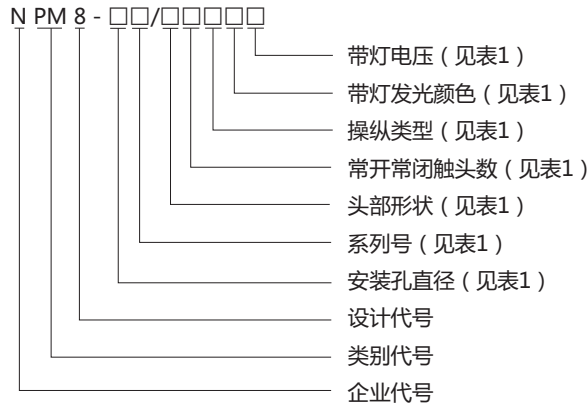 N PM 8 - □□/□□□□□
带灯电压（见表1）
带灯发光颜色（见表1）
操纵类型（见表1）
常开常闭触头数（见表1）
头部形状（见表1）
系列号（见表1）
安装孔直径（见表1）
设计代号
类别代号
企业代号